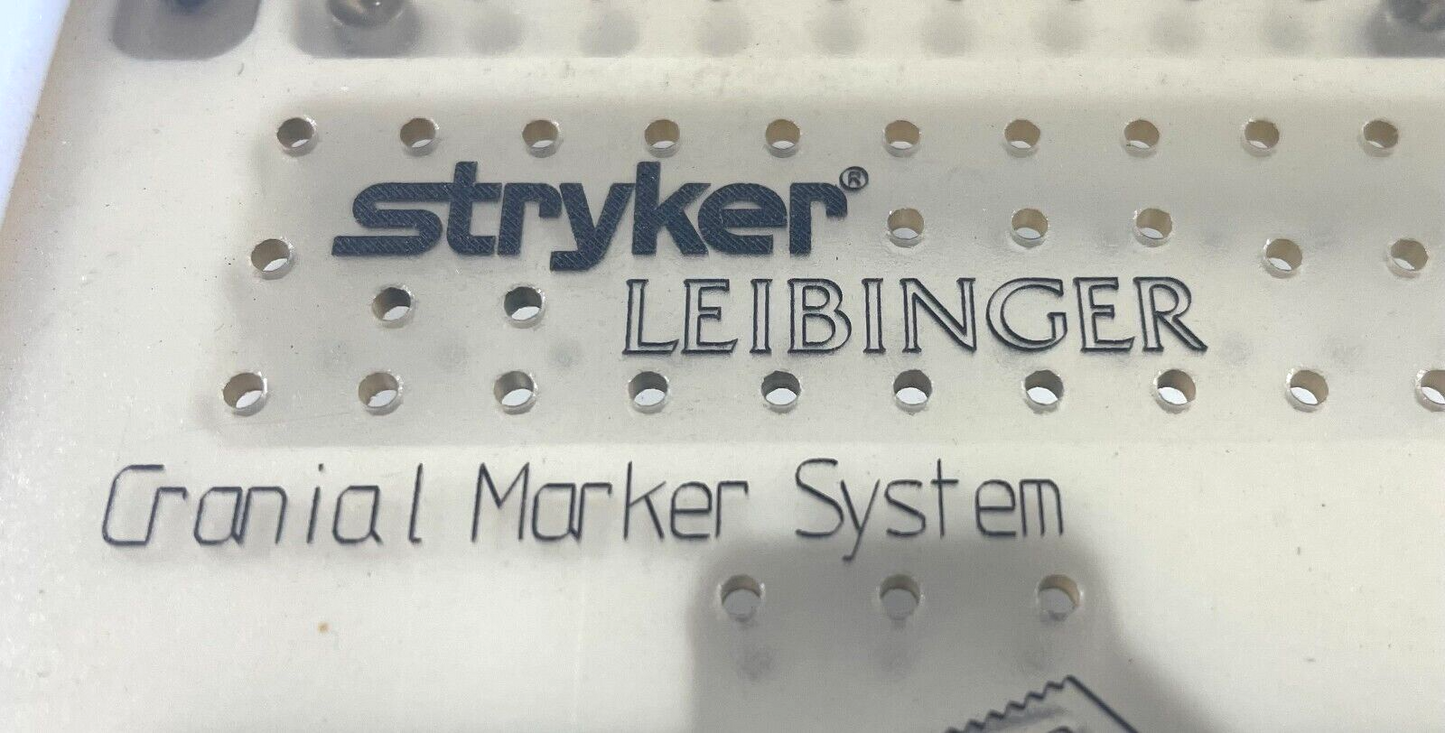 stryker®
LEIBINGER
Cranial Marker System